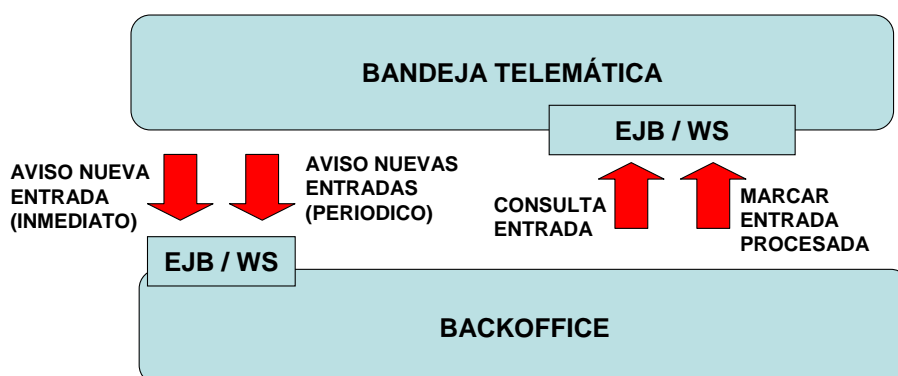 BANDEJA TELEMÁTICA
EJB / WS
AVISO NUEVA
ENTRADA
(INMEDIATO)
AVISO NUEVAS
ENTRADAS
(PERIODICO)
CONSULTA
ENTRADA
MARCAR
ENTRADA
PROCESADA
EJB / WS
BACKOFFICE